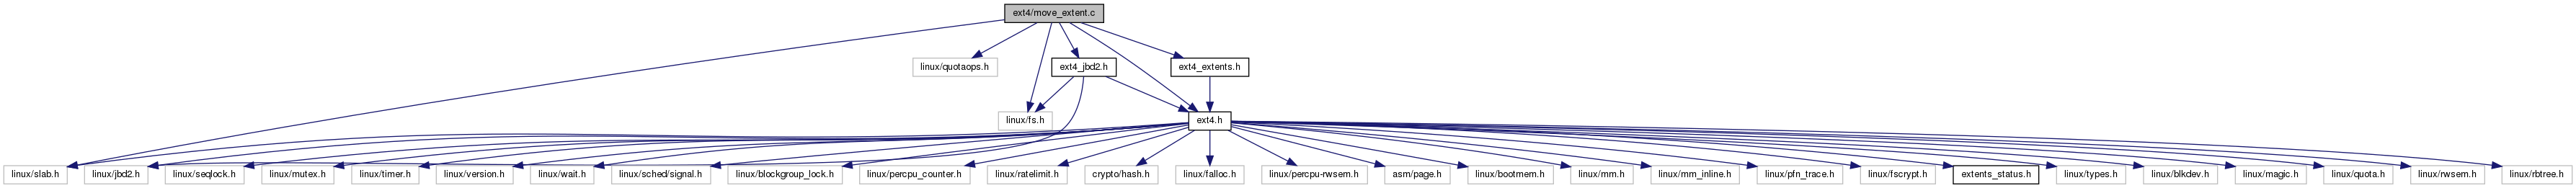 ext4/move_extent.c
linux/quotaops.h
ext4_jbd2.h
ext4_extents.h
linux/fs.h
ext4.h
linux/slab.h
linux/jbd2.h
linux/seqlock.h
linux/mutex.h
linux/timer.h
linux/version.h
linux/wait.h
linux/sched/signal.h
linux/blockgroup_lock.h
linux/percpu_counter.h
linux/ratelimit.h
crypto/hash.h
linux/falloc.h
linux/percpu-rwsem.h
asm/page.h
linux/bootmem.h
linux/mm.h
linux/mm_inline.h
linux/pfn_trace.h
linux/fscrypt.h
extents_status.h
linux/types.h
linux/blkdev.h
linux/magic.h
linux/quota.h
linux/rwsem.h
linux/rbtree.h